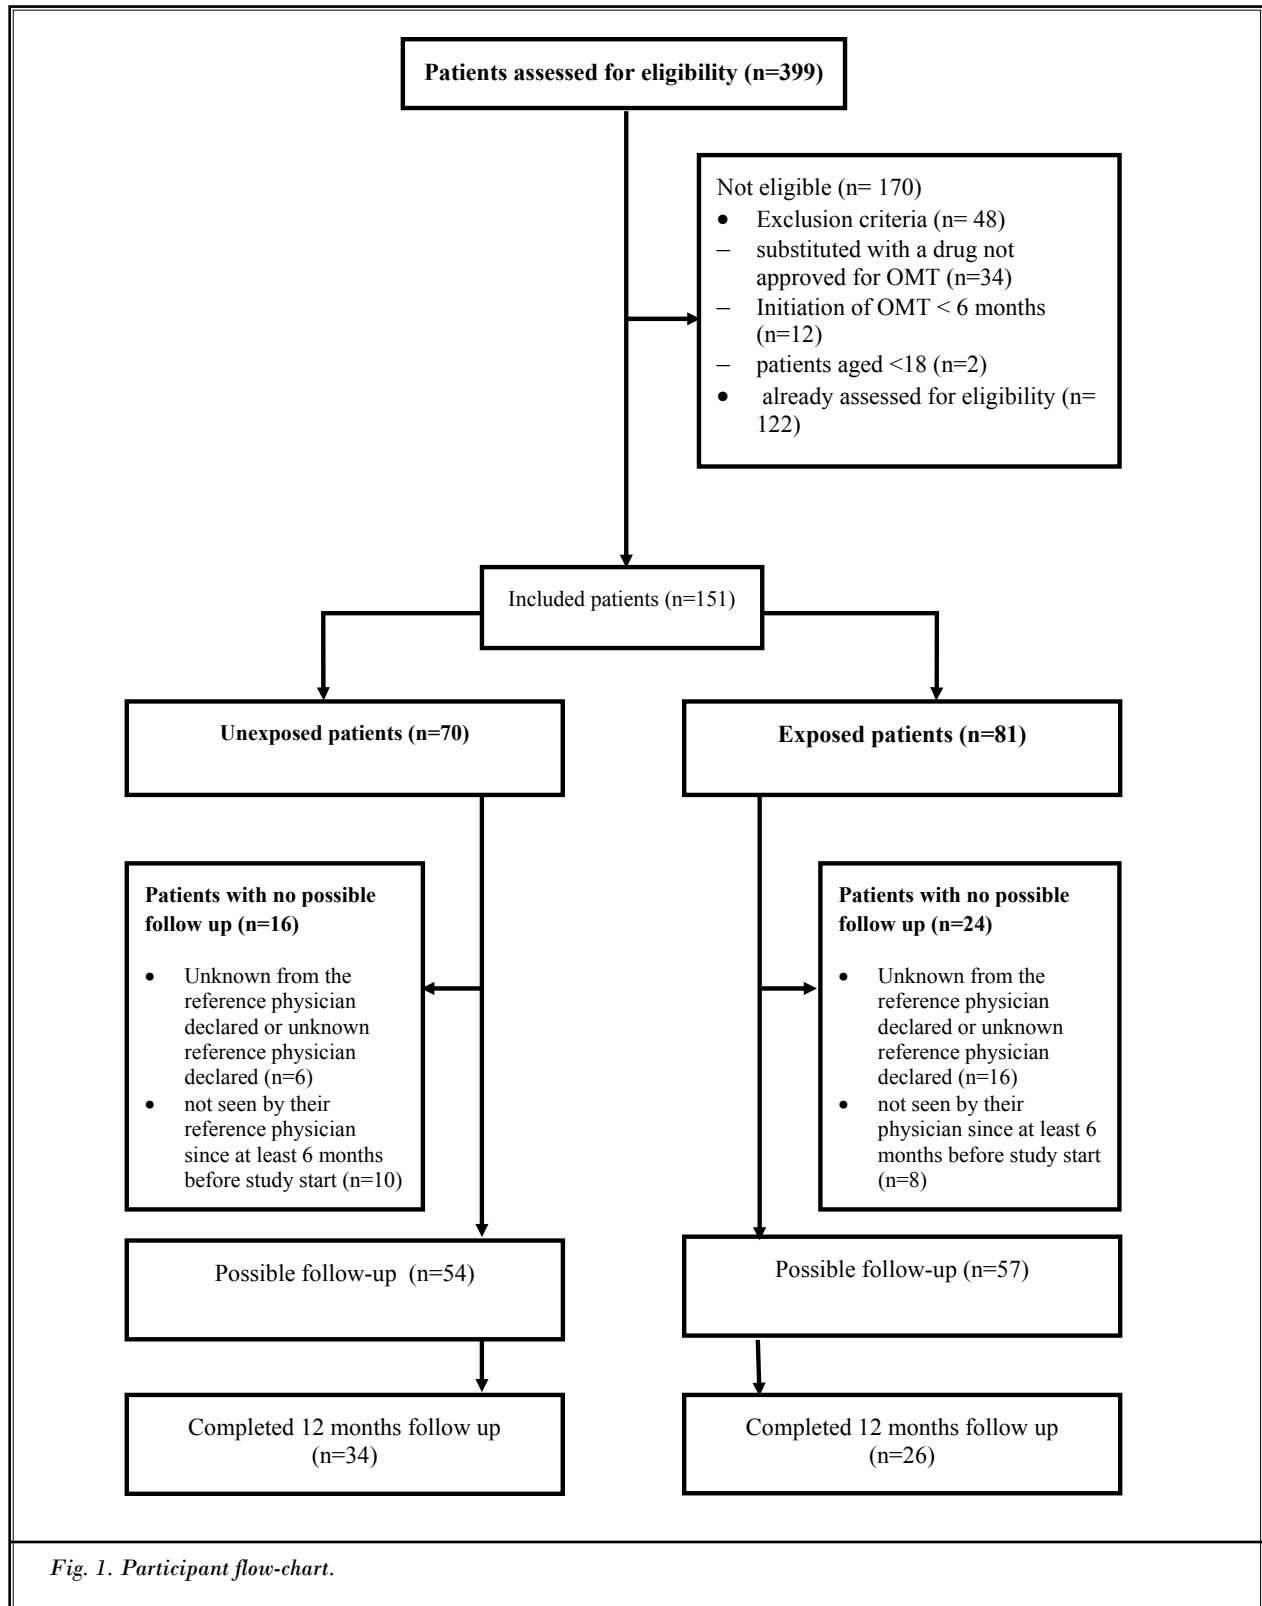 Patients assessed for eligibility (n=399)
Not eligible (n= 170)
• Exclusion criteria (n= 48)
– substituted with a drug not
approved for OMT (n=34)
– Initiation of OMT < 6 months
(n=12)
– patients aged <18 (n=2)
• already assessed for eligibility (n=
122)
Included patients (n=151)
Unexposed patients (n=70)
Exposed patients (n=81)
Patients with no possible
follow up (n=16)
• Unknown from the
reference physician
declared or unknown
reference physician
declared (n=6)
• not seen by their
reference physician
since at least 6 months
before study start (n=10)
Patients with no possible
follow up (n=24)
• Unknown from the
reference physician
declared or unknown
reference physician
declared (n=16)
• not seen by their
physician since at least 6
months before study start
(n=8)
Possible follow-up (n=54)
Possible follow-up (n=57)
Completed 12 months follow up
(n=34)
Completed 12 months follow up
(n=26)
Fig. 1. Participant flow-chart.